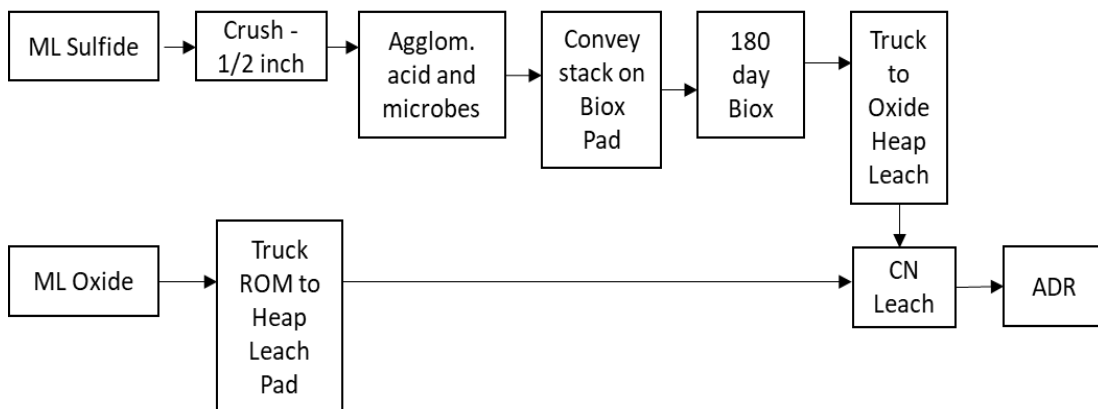 ML Sulfide
Crush -
1/2 inch
Agglom.
acid and
microbes
Convey
stack on
Biox
Pad
180
day
Biox
Truck
to
Oxide
Heap
Leach
ML Oxide
Truck
ROM to
Heap
Leach
Pad
CN
Leach
ADR